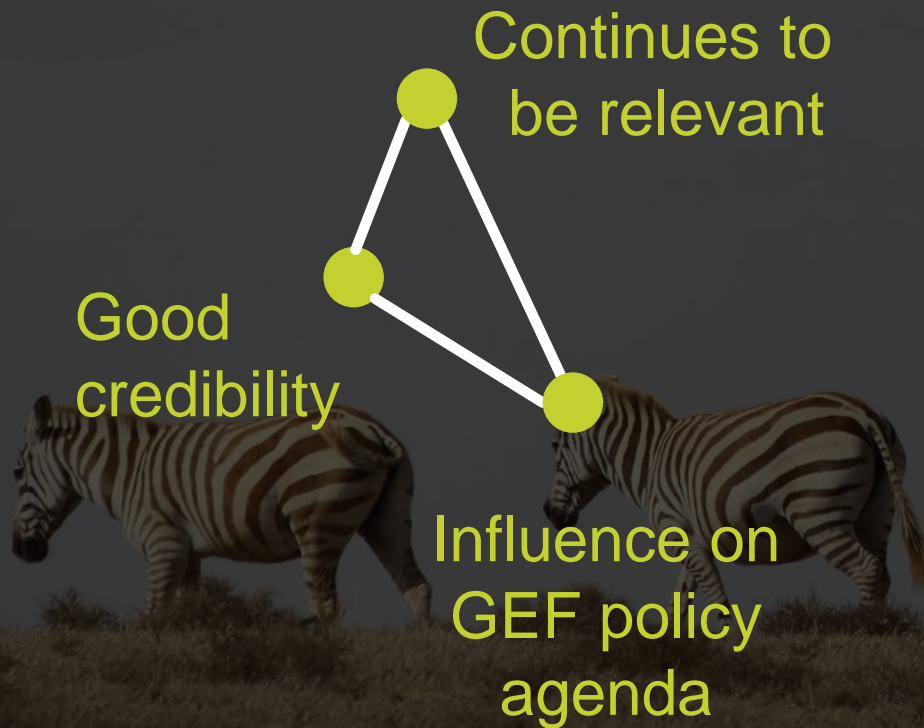 Continues to
be relevant
Good
credibility
Influence on
GEF policy
agenda